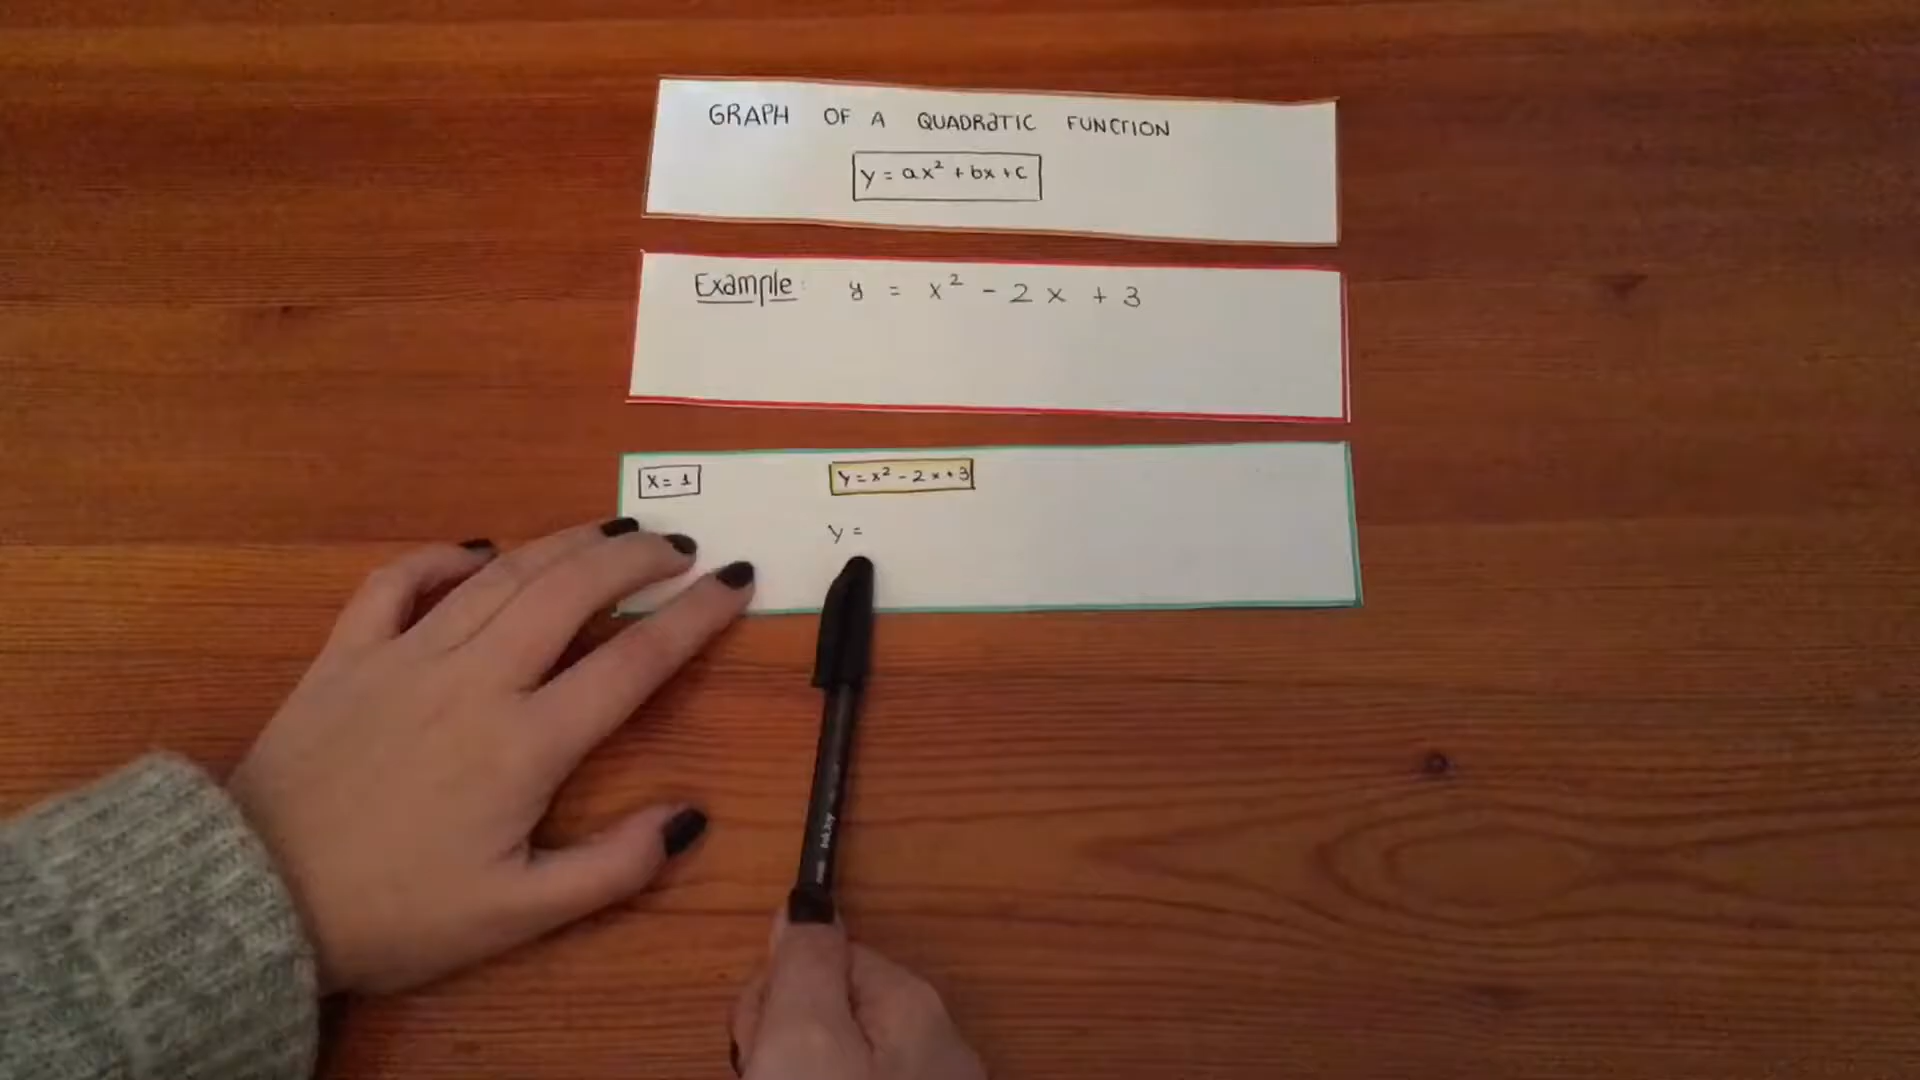 GRAPH OF A QUADRATIC FUNCTION
y = ax² + bx + c
Example: y = x² - 2x + 3
x = 1
y = x² - 2x + 3
y =